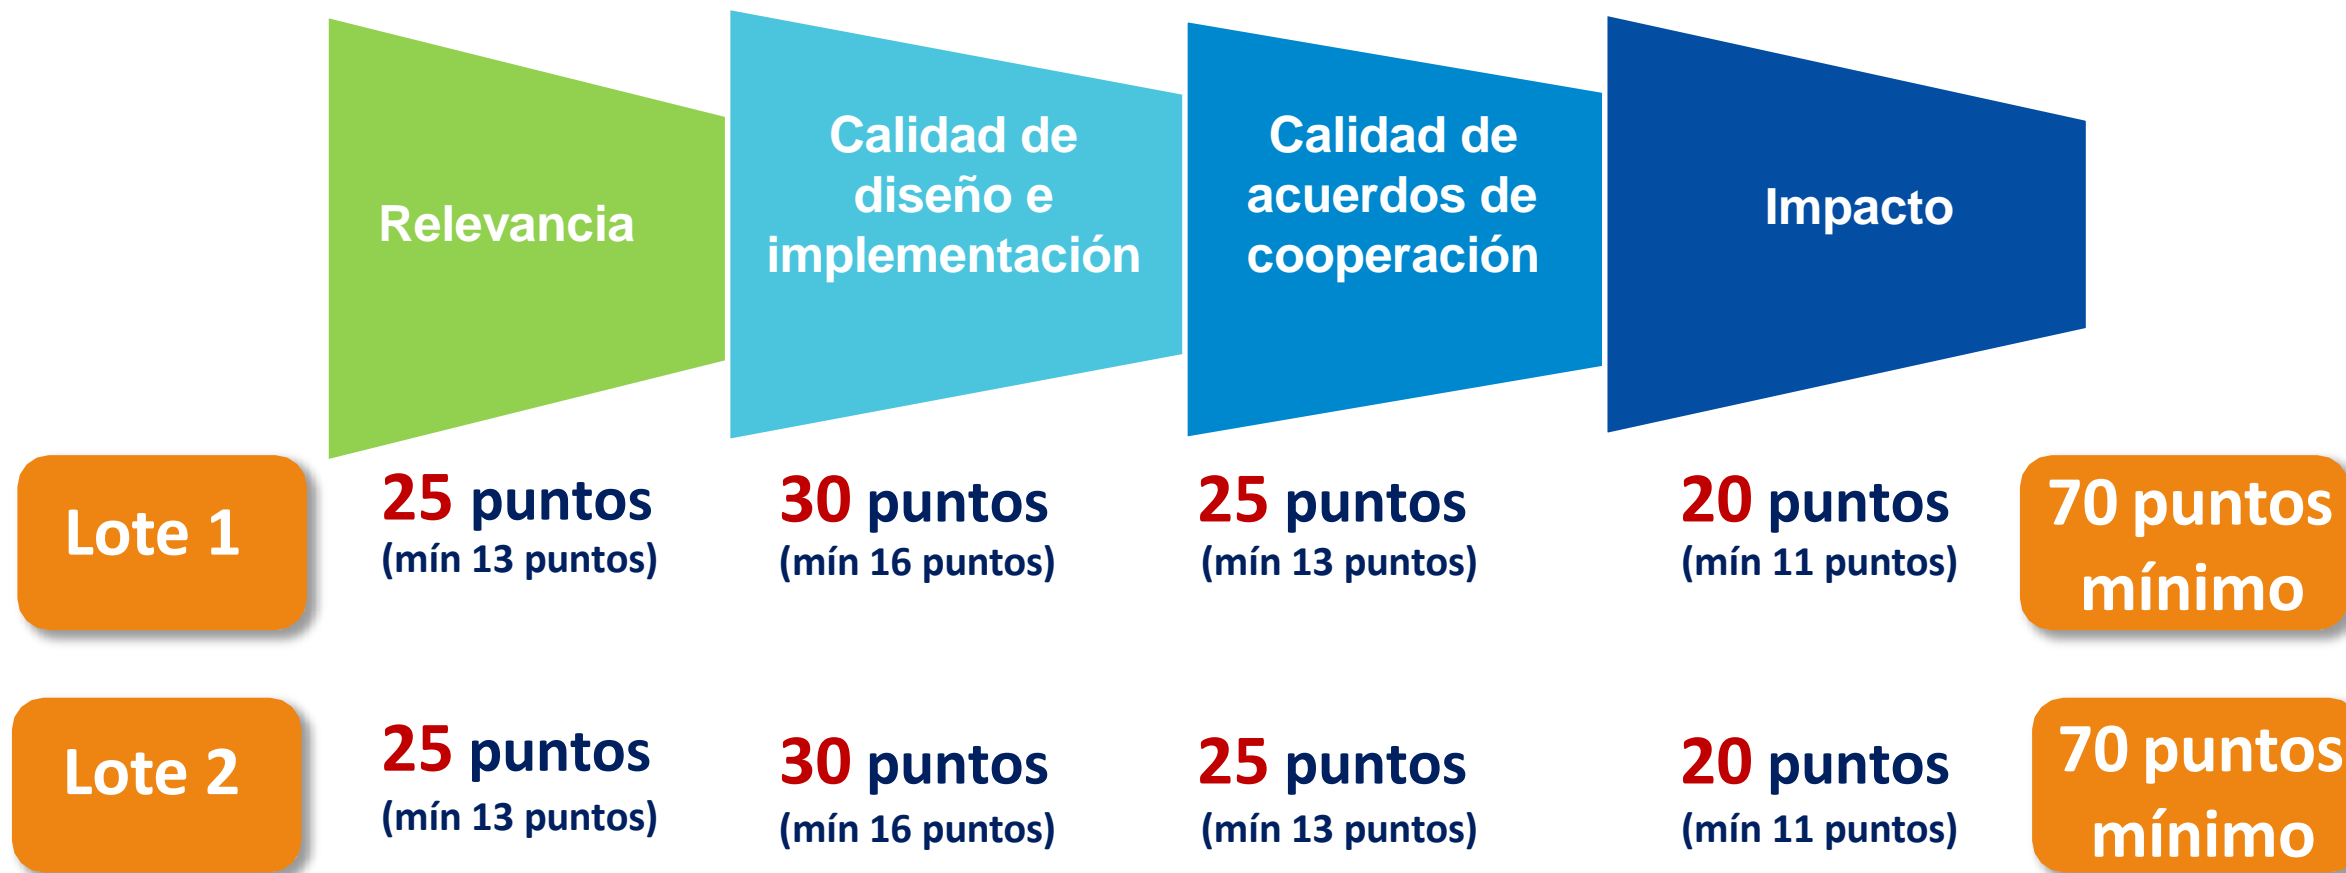 Relevancia
Calidad de
diseño e
implementación
Calidad de
acuerdos de
cooperación
Impacto
Lote 1
25 puntos
(mín 13 puntos)
30 puntos
(mín 16 puntos)
25 puntos
(mín 13 puntos)
20 puntos
(mín 11 puntos)
70 puntos
mínimo
Lote 2
25 puntos
(mín 13 puntos)
30 puntos
(mín 16 puntos)
25 puntos
(mín 13 puntos)
20 puntos
(mín 11 puntos)
70 puntos
mínimo